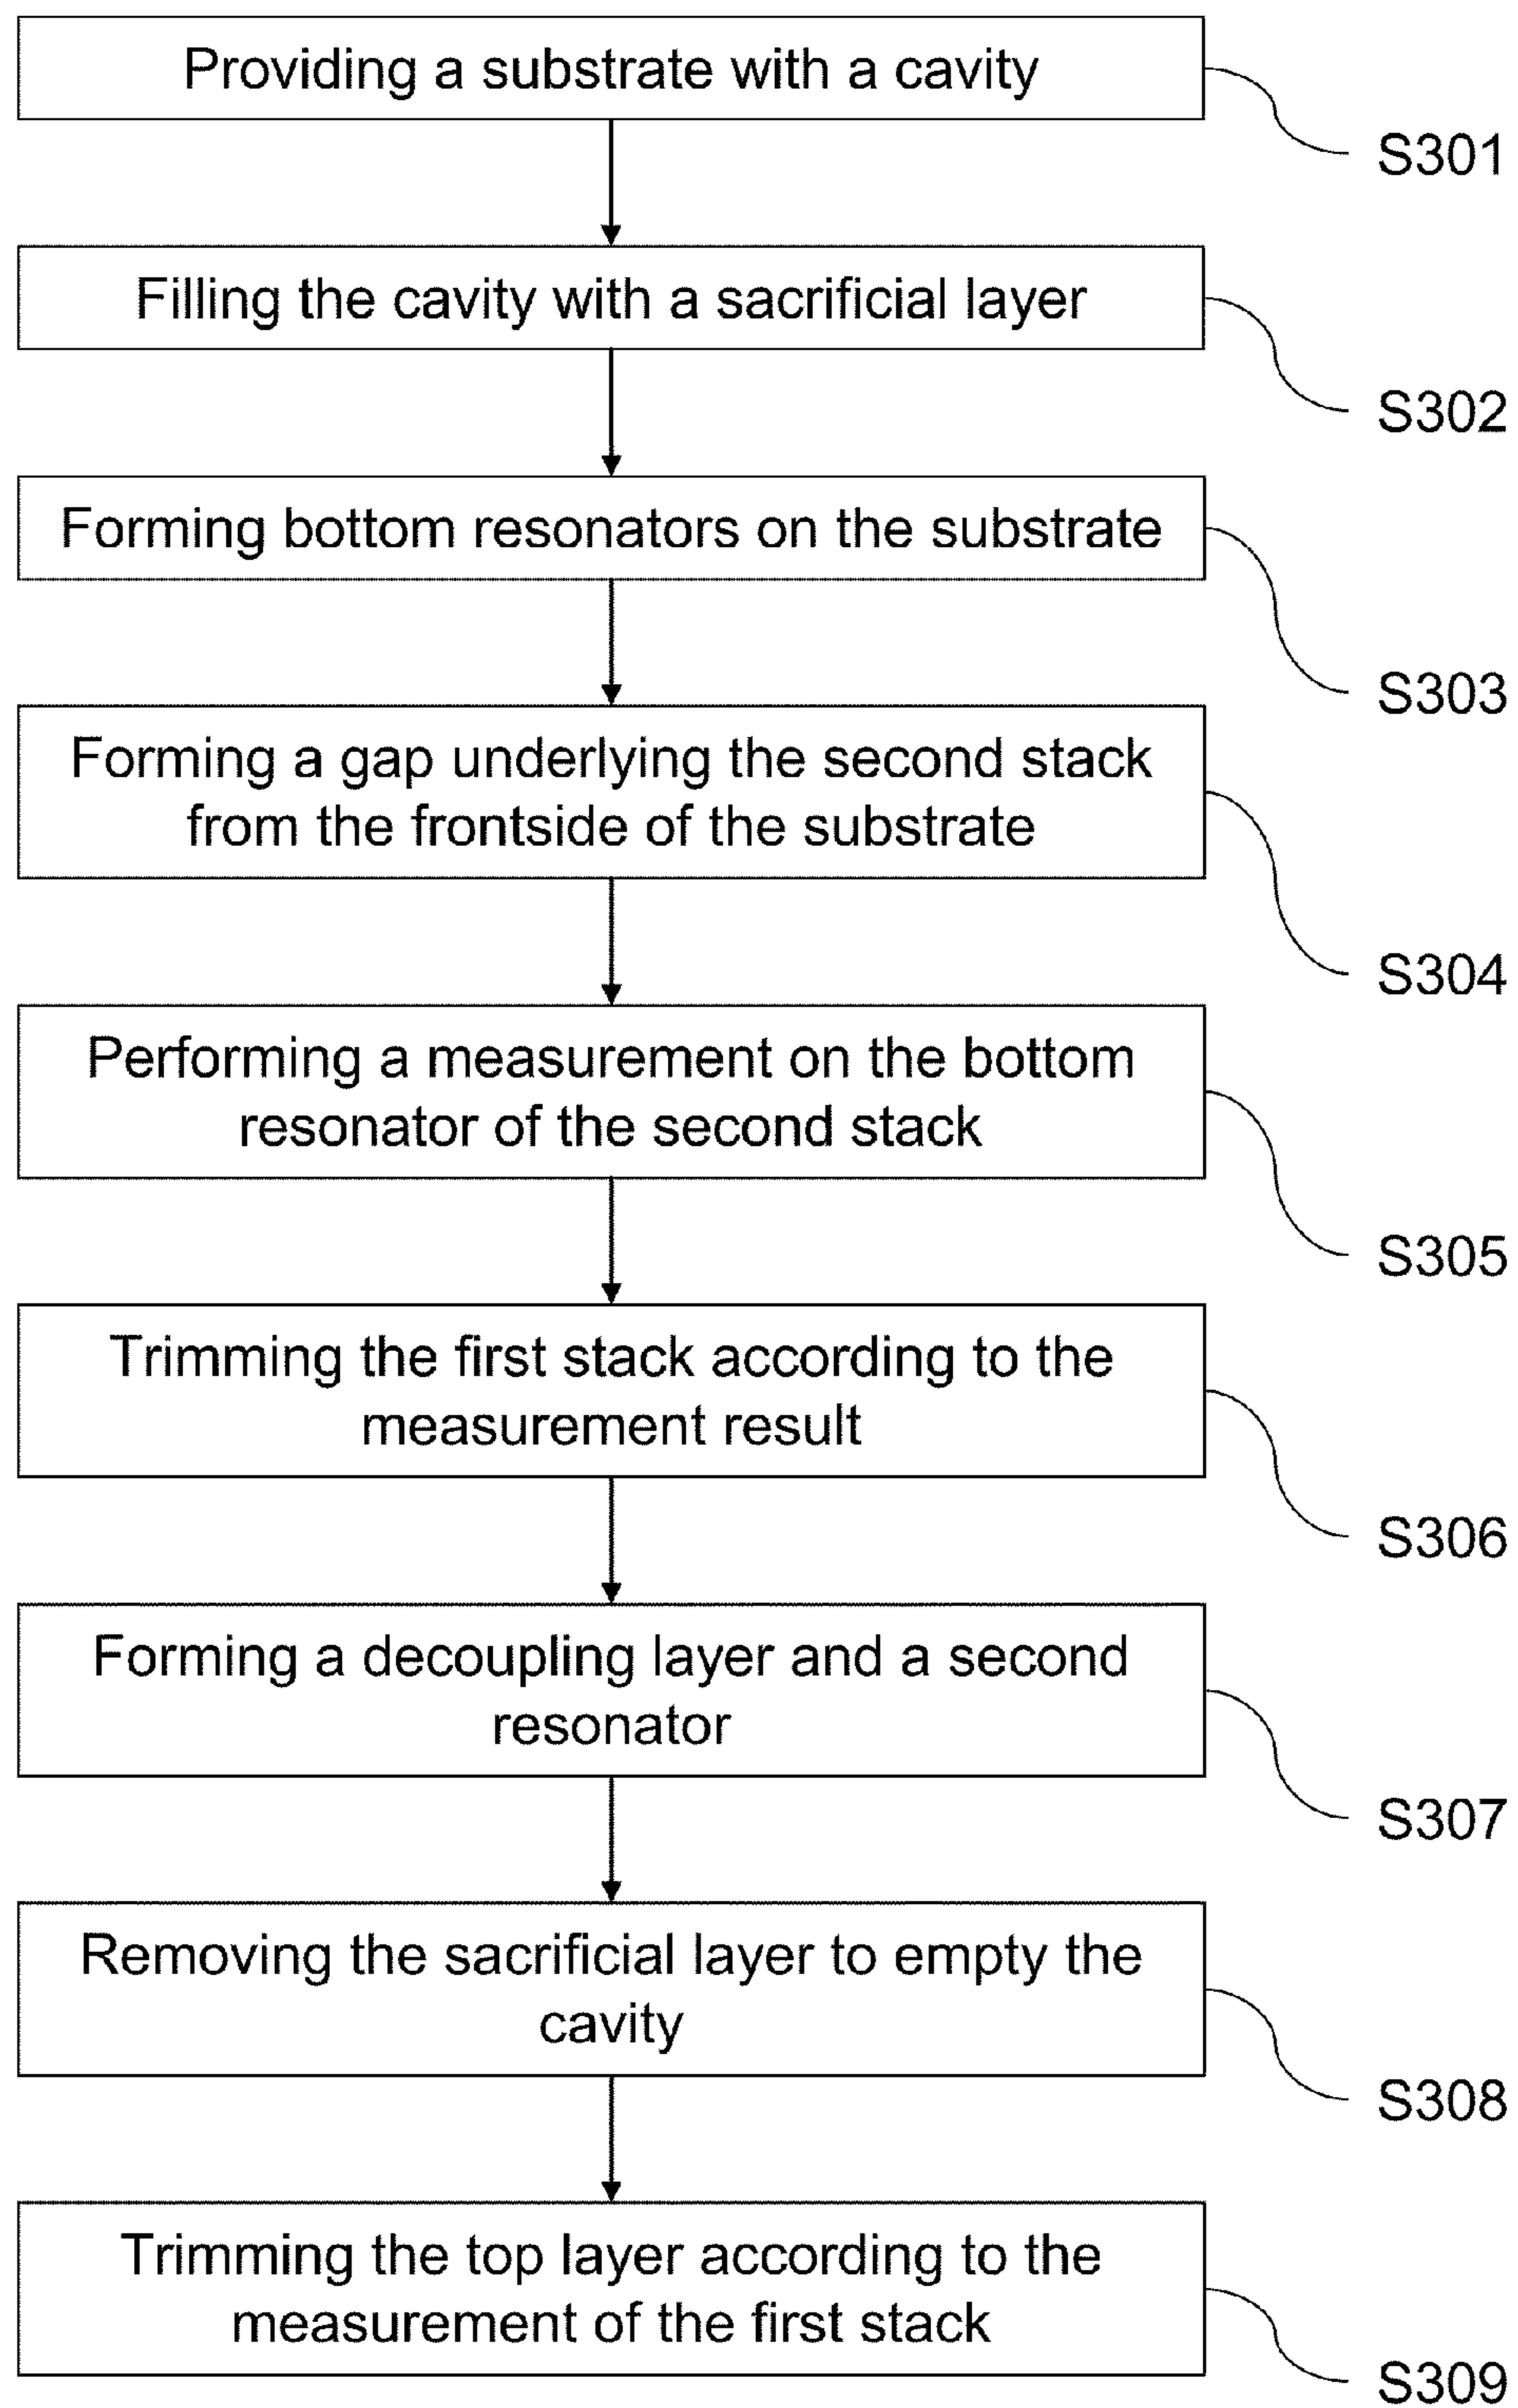 Providing a substrate with a cavity
S301
Filling the cavity with a sacrificial layer
S302
Forming bottom resonators on the substrate
S303
Forming a gap underlying the second stack
from the frontside of the substrate
S304
Performing a measurement on the bottom
resonator of the second stack
S305
Trimming the first stack according to the
measurement result
S306
Forming a decoupling layer and a second
resonator
S307
Removing the sacrificial layer to empty the
cavity
S308
Trimming the top layer according to the
measurement of the first stack
S309